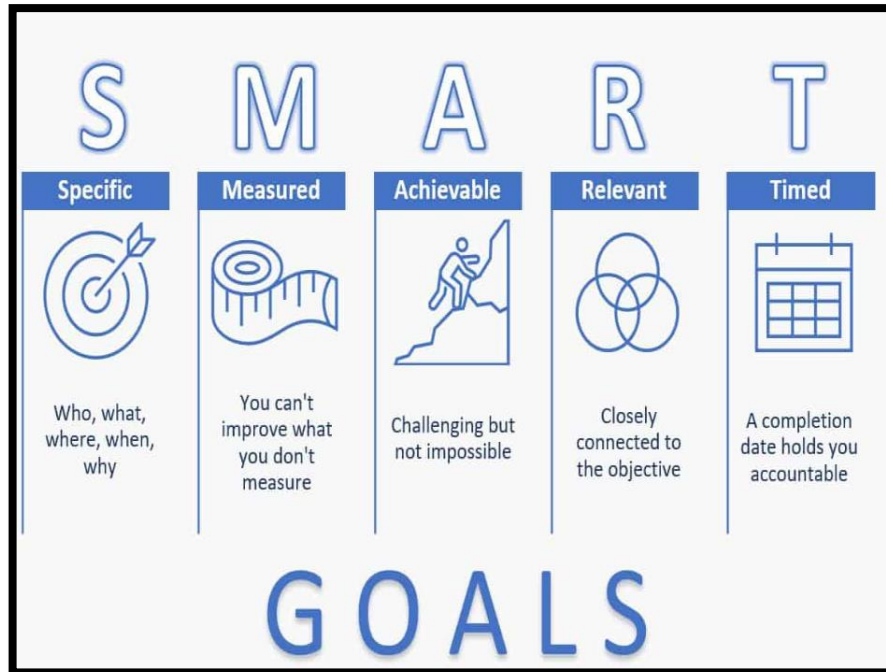 S M A R T
Specific
Who, what,
where, when,
why
Measured
You can't
improve what
you don't
measure
Achievable
Challenging but
not impossible
Relevant
Closely
connected to
the objective
Timed
A completion
date holds you
accountable
GOALS